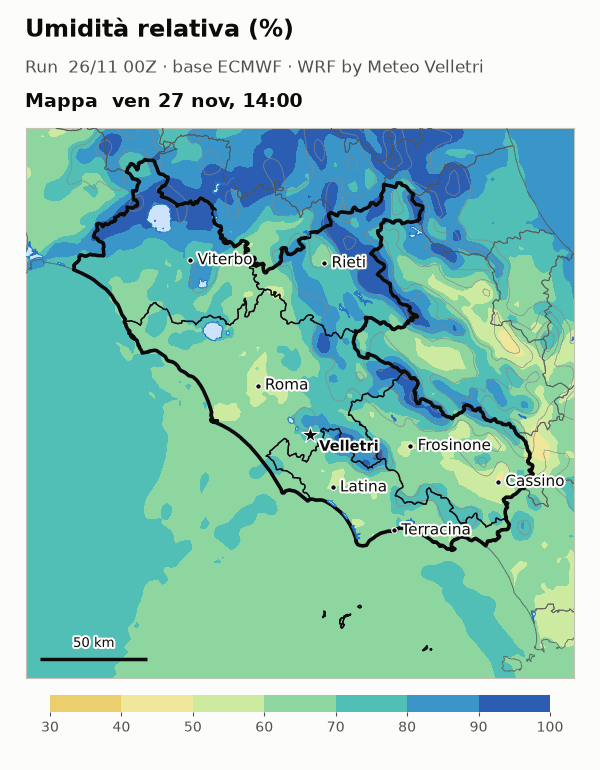 Umidità relativa (%)
Run  26/11 00Z · base ECMWF · WRF by Meteo Velletri
Mappa  ven 27 nov, 14:00
Viterbo
Rieti
Roma
Velletri
Frosinone
Latina
Cassino
Terracina
50 km
30 40 50 60 70 80 90 100